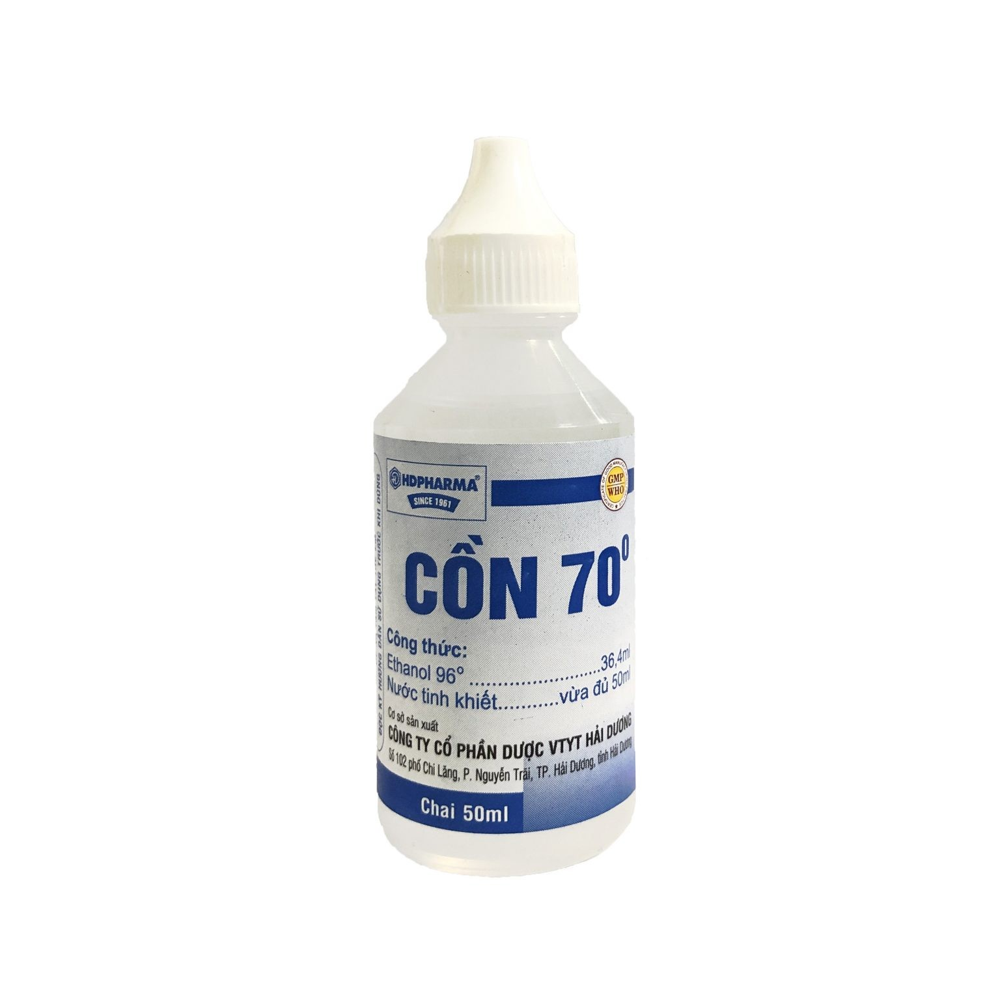 HDPHARMA®
SINCE 1961
GMP
WHO
CỒN 70⁰
Công thức:
Ethanol 96° ............................36,4ml
Nước tinh khiết...........vừa đủ 50ml
Cơ sở sản xuất
CÔNG TY CỔ PHẦN DƯỢC VTYT HẢI DƯƠNG
Số 102 phố Chi Lăng, P. Nguyễn Trãi, TP. Hải Dương, tỉnh Hải Dương
Chai 50ml
ĐỌC KỸ HƯỚNG DẪN SỬ DỤNG TRƯỚC KHI DÙNG